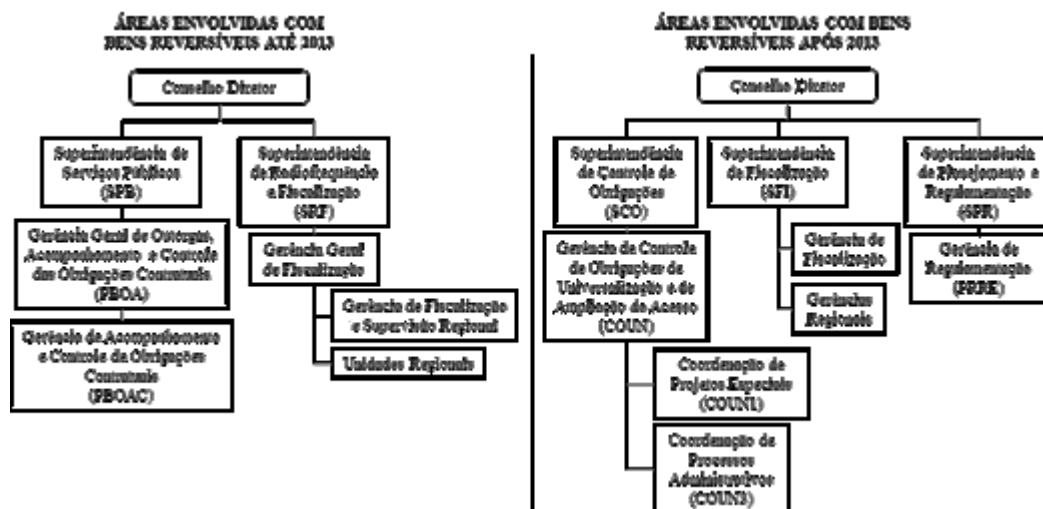 ÁREAS ENVOLVIDAS COM
BENS REVERSÍVEIS ATÉ 2013
Conselho Diretor
Superintendência de
Serviços Públicos
(SPB)
Superintendência
de Radiofrequência
e Fiscalização
(SRF)
Gerência Geral de Outorga,
Acompanhamento e Controle
das Obrigações Contratuais
(PBOA)
Gerência Geral
de Fiscalização
Gerência de Fiscalização
e Supervisão Regional
Unidades Regionais
Gerência de Acompanhamento
e Controle da Obrigações
Contratuais
(PBOAC)
ÁREAS ENVOLVIDAS COM BENS
REVERSÍVEIS APÓS 2013
Conselho Diretor
Superintendência
de Controle de
Obrigações
(SCO)
Superintendência
de Fiscalização
(SFI)
Superintendência
de Planejamento e
Regulamentação
(SPR)
Gerência de Controle
de Obrigações de
Universalização e de
Ampliação do Acesso
(COUN)
Gerência de
Fiscalização
Gerências
Regionais
Gerência de
Regulamentação
(PRRE)
Coordenação de
Projetos Especiais
(COUN1)
Coordenação de
Processos
Administrativos
(COUN3)